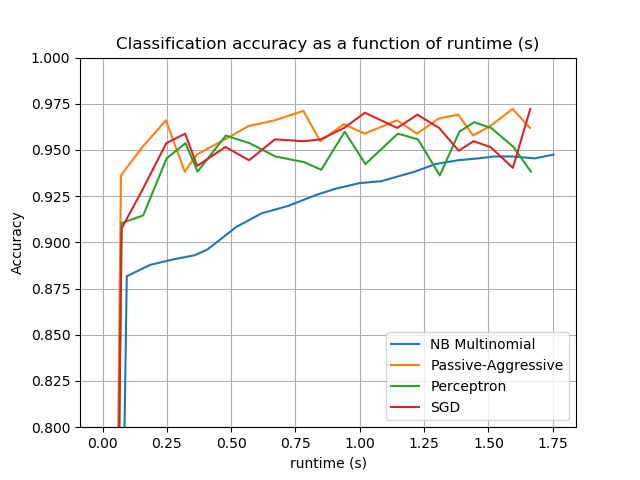 Classification accuracy as a function of runtime (s)
1.000
0.975
0.950
0.925
0.900
0.875
0.850
0.825
0.800
Accuracy
NB Multinomial
Passive-Aggressive
Perceptron
SGD
0.00 0.25 0.50 0.75 1.00 1.25 1.50 1.75
runtime (s)